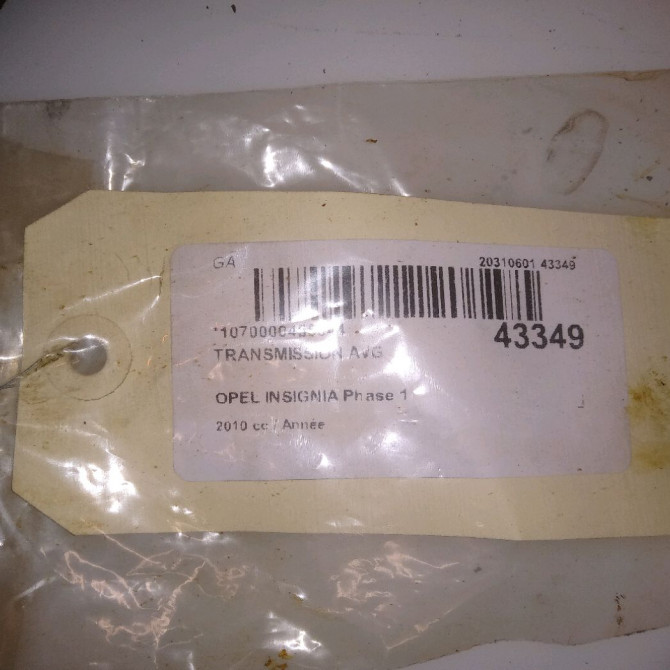 GA 20310601 43349
43349
TRANSMISSION AVG
OPEL INSIGNIA Phase 1
2010 cc / Année